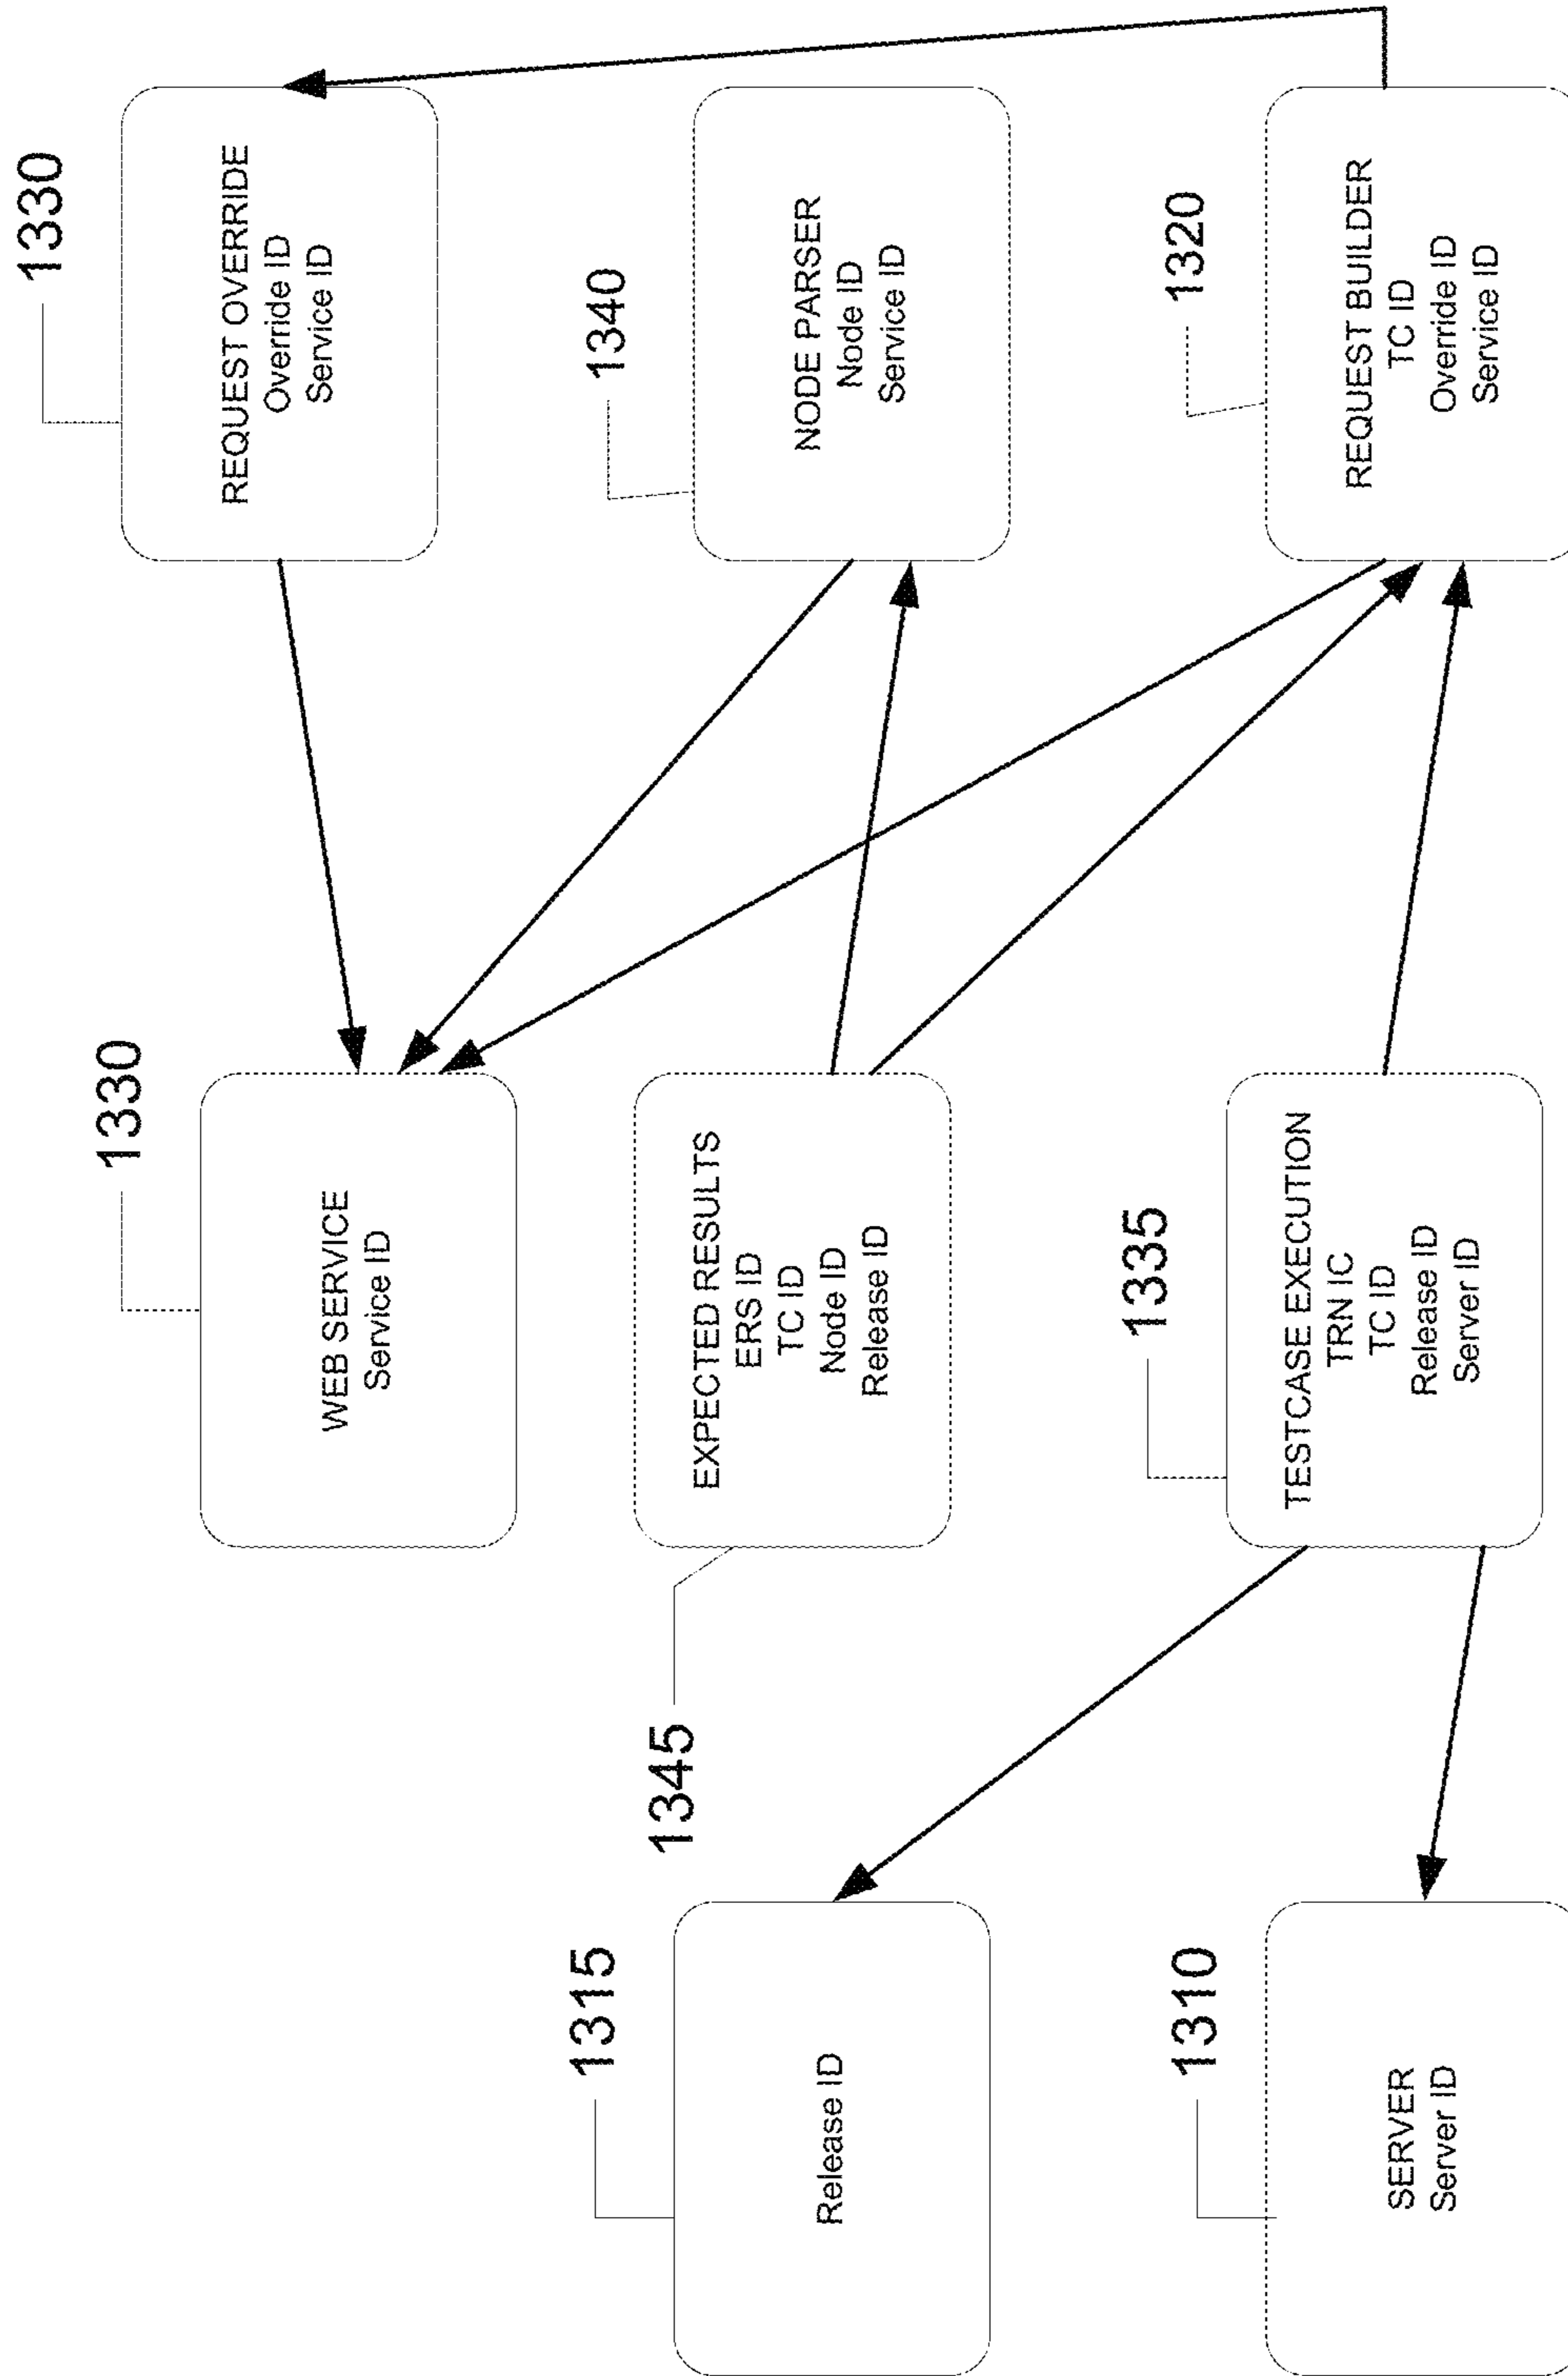 1330
REQUEST OVERRIDE
Override ID
Service ID
1330
WEB SERVICE
Service ID
1340
NODE PARSER
Node ID
Service ID
1345
EXPECTED RESULTS
ERS ID
TC ID
Node ID
Release ID
1315
Release ID
1320
REQUEST BUILDER
TC ID
Override ID
Service ID
1335
TESTCASE EXECUTION
TRN IC
TC ID
Release ID
Server ID
1310
SERVER
Server ID